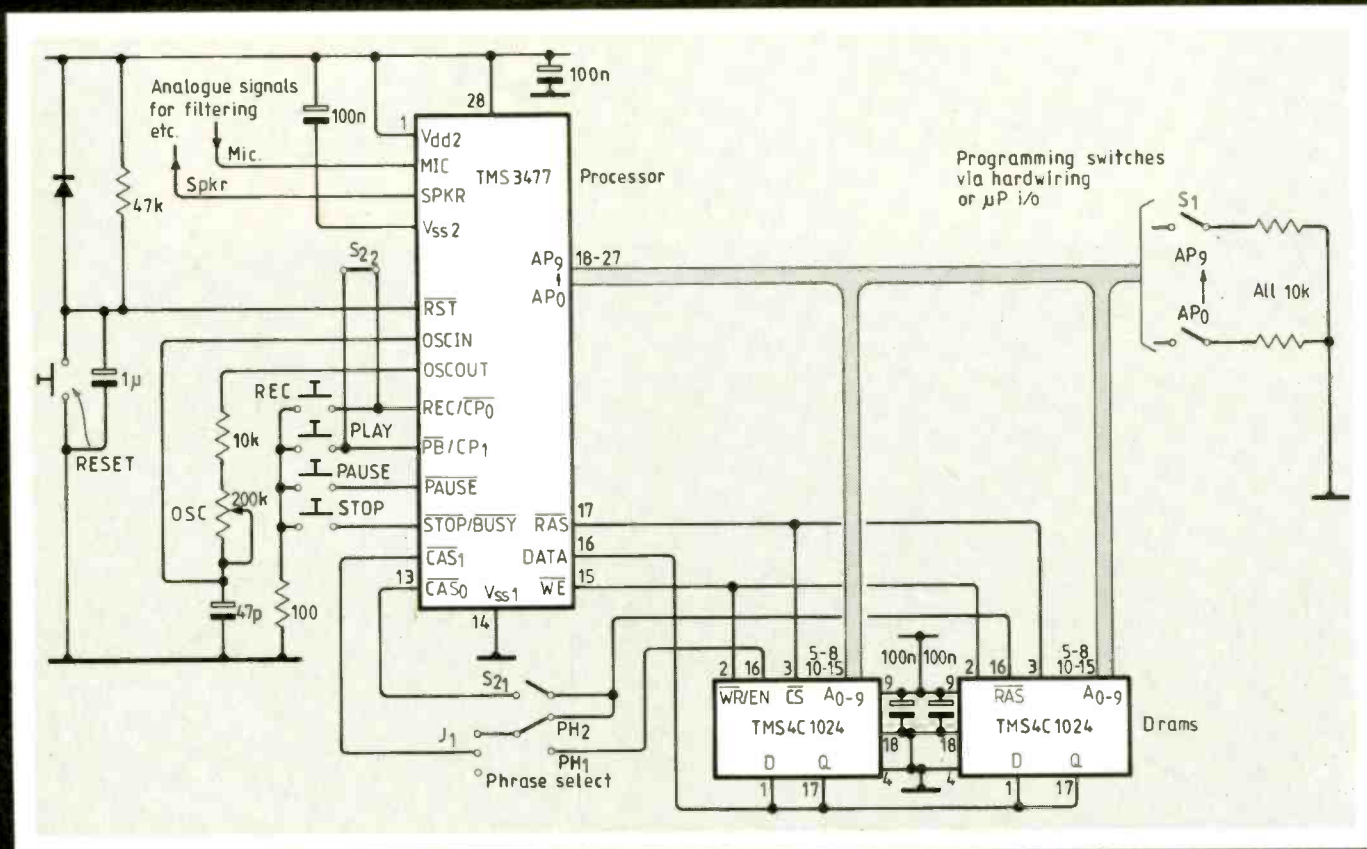 100n
28
Analogue signals
for filtering
etc.
Mic.
Spkr
100n
47k
1
Vdd2
MIC
SPKR
Vss2
TMS3477
Processor
S22
AP9
AP0
18-27
Programming switches
via hardwiring
or µP i/o
S1
AP9
AP0
All 10k
RST
OSCIN
OSCOUT
REC/CP0
PB/CP1
PAUSE
STOP/BUSY
CAS1
CAS0
13
Vss1
14
RAS
17
DATA
16
WE
15
1µ
RESET
10k
200k
OSC
47p
100
REC
PLAY
PAUSE
STOP
S21
J1
PH2
PH1
Phrase select
2
16
3
5-8
10-15
WR/EN
CS
A0-9
TMS4C1024
D
Q
1
17
100n
100n
9
9
18
18
4
4
2
16
3
5-8
10-15
RAS
A0-9
TMS4C1024
D
Q
1
17
Drams